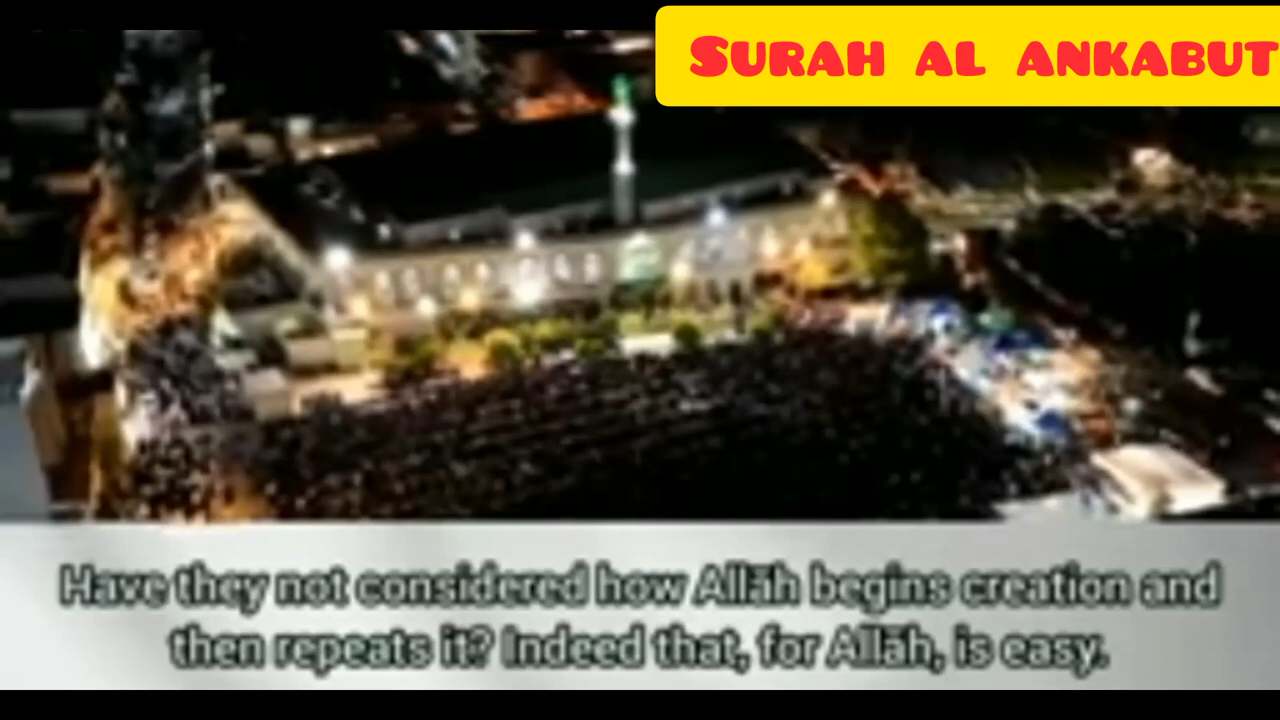 SURAH AL ANKABUT
Have they not considered how Allāh begins creation and
then repeats it? Indeed that, for Allāh, is easy.